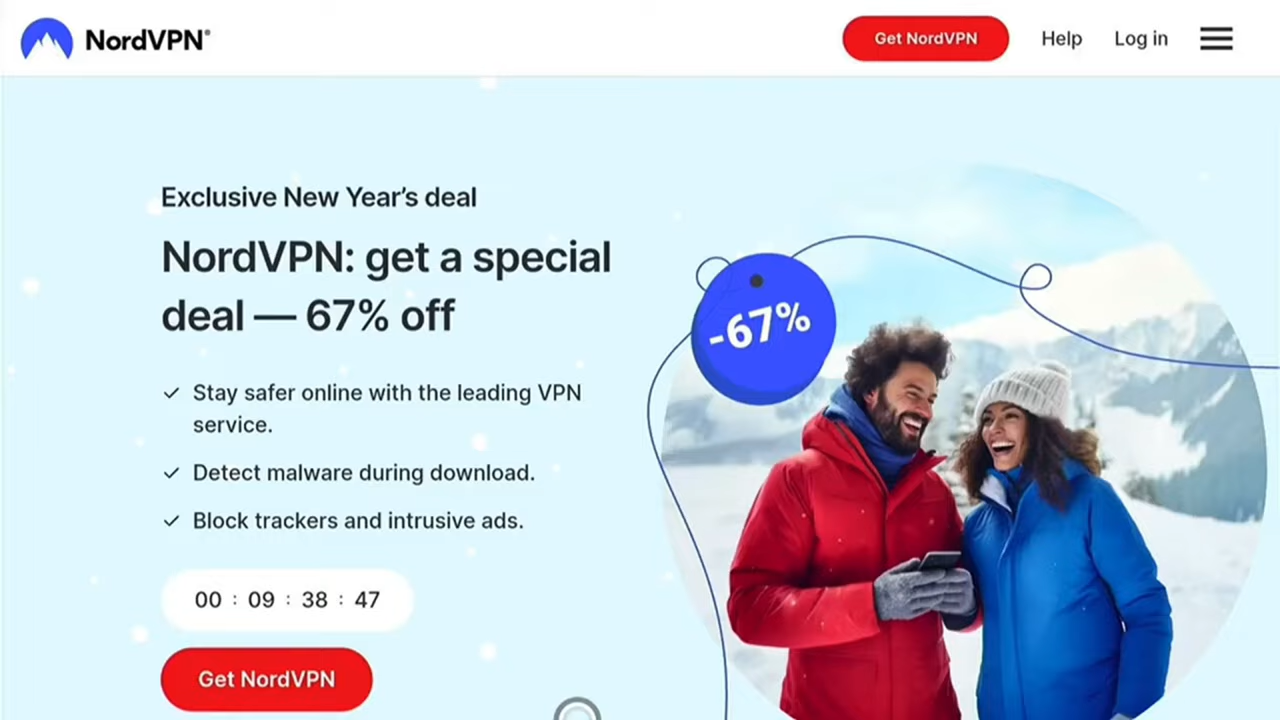 NordVPN®
Get NordVPN
Help
Log in
Exclusive New Year’s deal
NordVPN: get a special
deal — 67% off
-67%
Stay safer online with the leading VPN
service.
Detect malware during download.
Block trackers and intrusive ads.
00 : 09 : 38 : 47
Get NordVPN